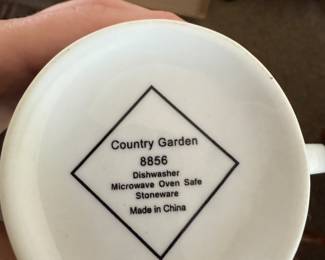 Country Garden
8856
Dishwasher
Microwave Oven Safe
Stoneware
Made in China